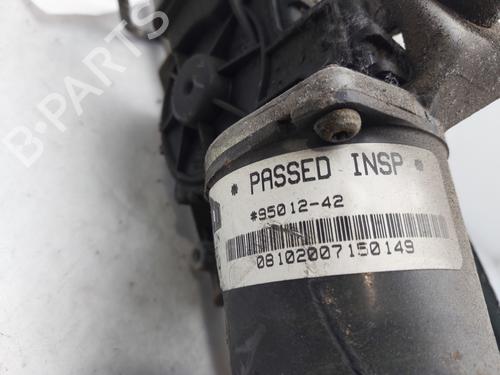 * PASSED INSP *
*95012-42
08102007150149
B-PARTS